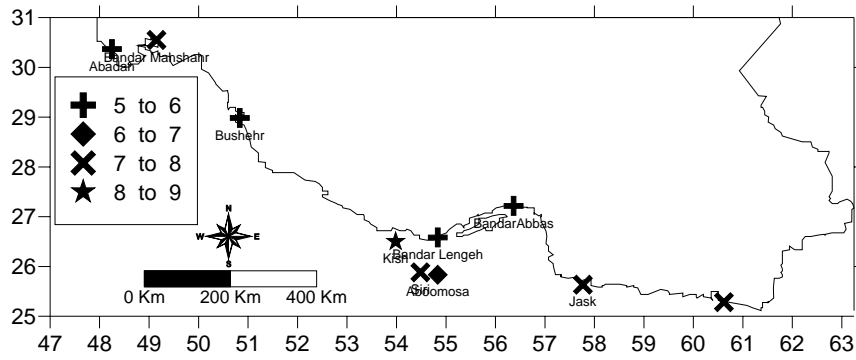 31
30
29
28
27
26
25
Bandar Mahshahr
Abadan
5 to 6
6 to 7
7 to 8
8 to 9
Bushehr
N
W E
S
BandarAbbas
Bandar Lengeh
Kish
Siri
Aboomosa
Jask
0 Km 200 Km 400 Km
47 48 49 50 51 52 53 54 55 56 57 58 59 60 61 62 63